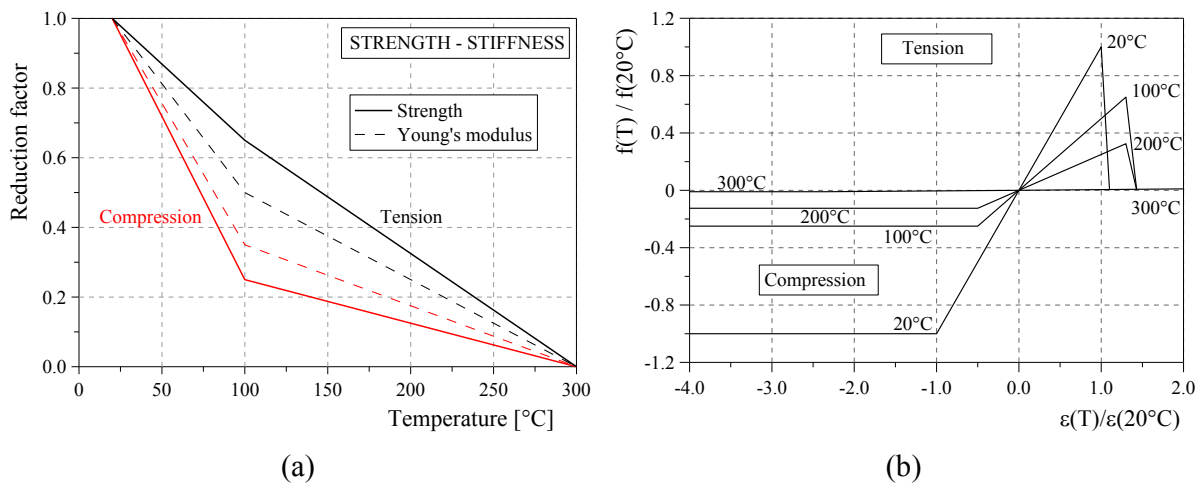 1.0
0.8
0.6
0.4
0.2
0.0
0
50
100
150
200
250
300
Reduction factor
Temperature [°C]
STRENGTH - STIFFNESS
Strength
Young's modulus
Compression
Tension
(a)
1.2
0.8
0.4
0
-0.4
-0.8
-1.2
-4.0
-3.0
-2.0
-1.0
0.0
1.0
2.0
f(T) / f(20°C)
ε(T)/ε(20°C)
Tension
20°C
100°C
200°C
300°C
300°C
200°C
100°C
Compression
20°C
(b)